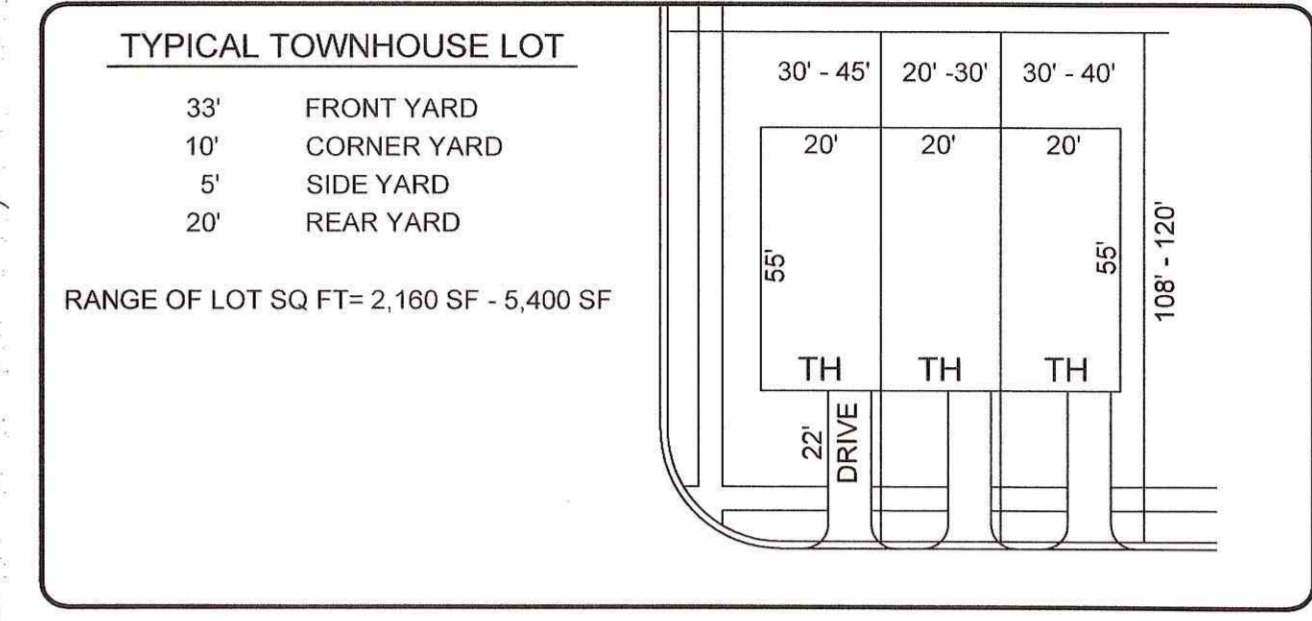 TYPICAL TOWNHOUSE LOT
33' FRONT YARD
10' CORNER YARD
5' SIDE YARD
20' REAR YARD
RANGE OF LOT SQ FT= 2,160 SF - 5,400 SF
30' - 45' 20' -30' 30' - 40'
20' 20' 20'
55' 55'
108' - 120'
TH TH TH
22'
DRIVE